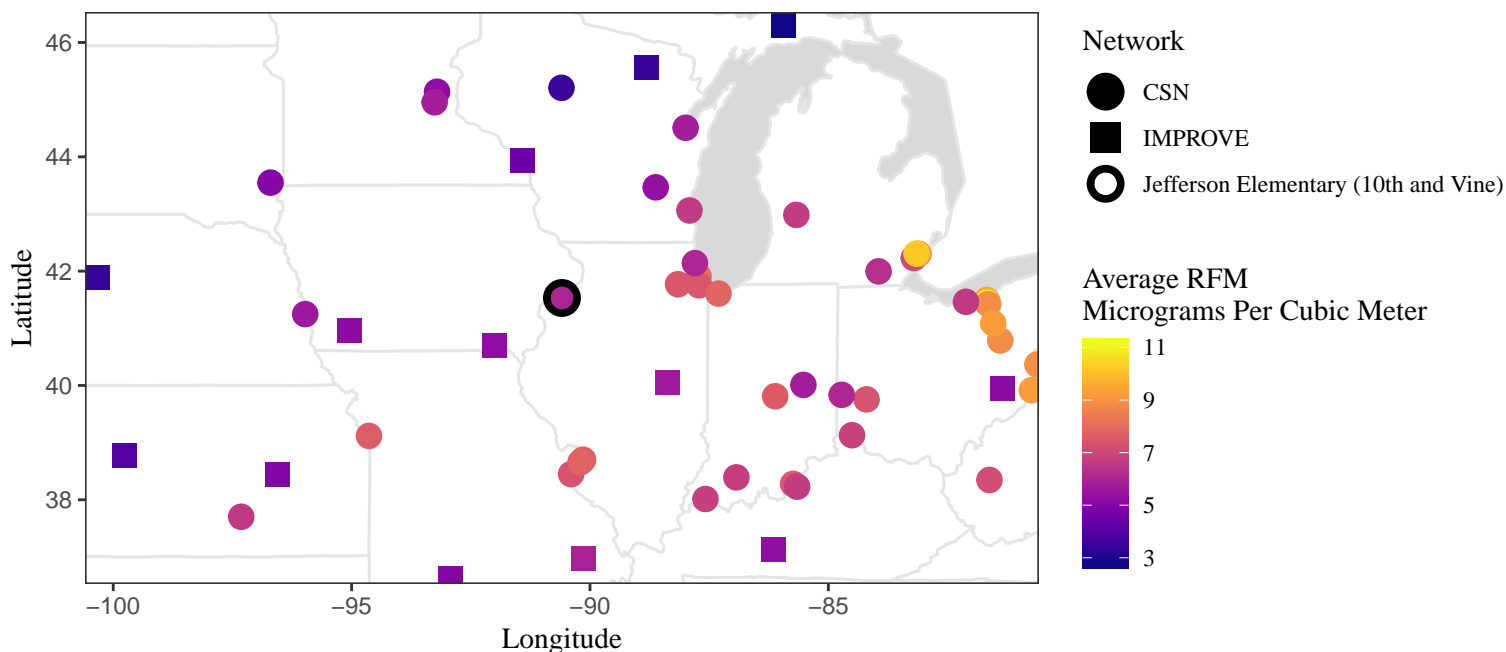 46
44
42
40
38
Latitude
−100
−95
−90
−85
Longitude
Network
CSN
IMPROVE
Jefferson Elementary (10th and Vine)
Average RFM
Micrograms Per Cubic Meter
11
9
7
5
3